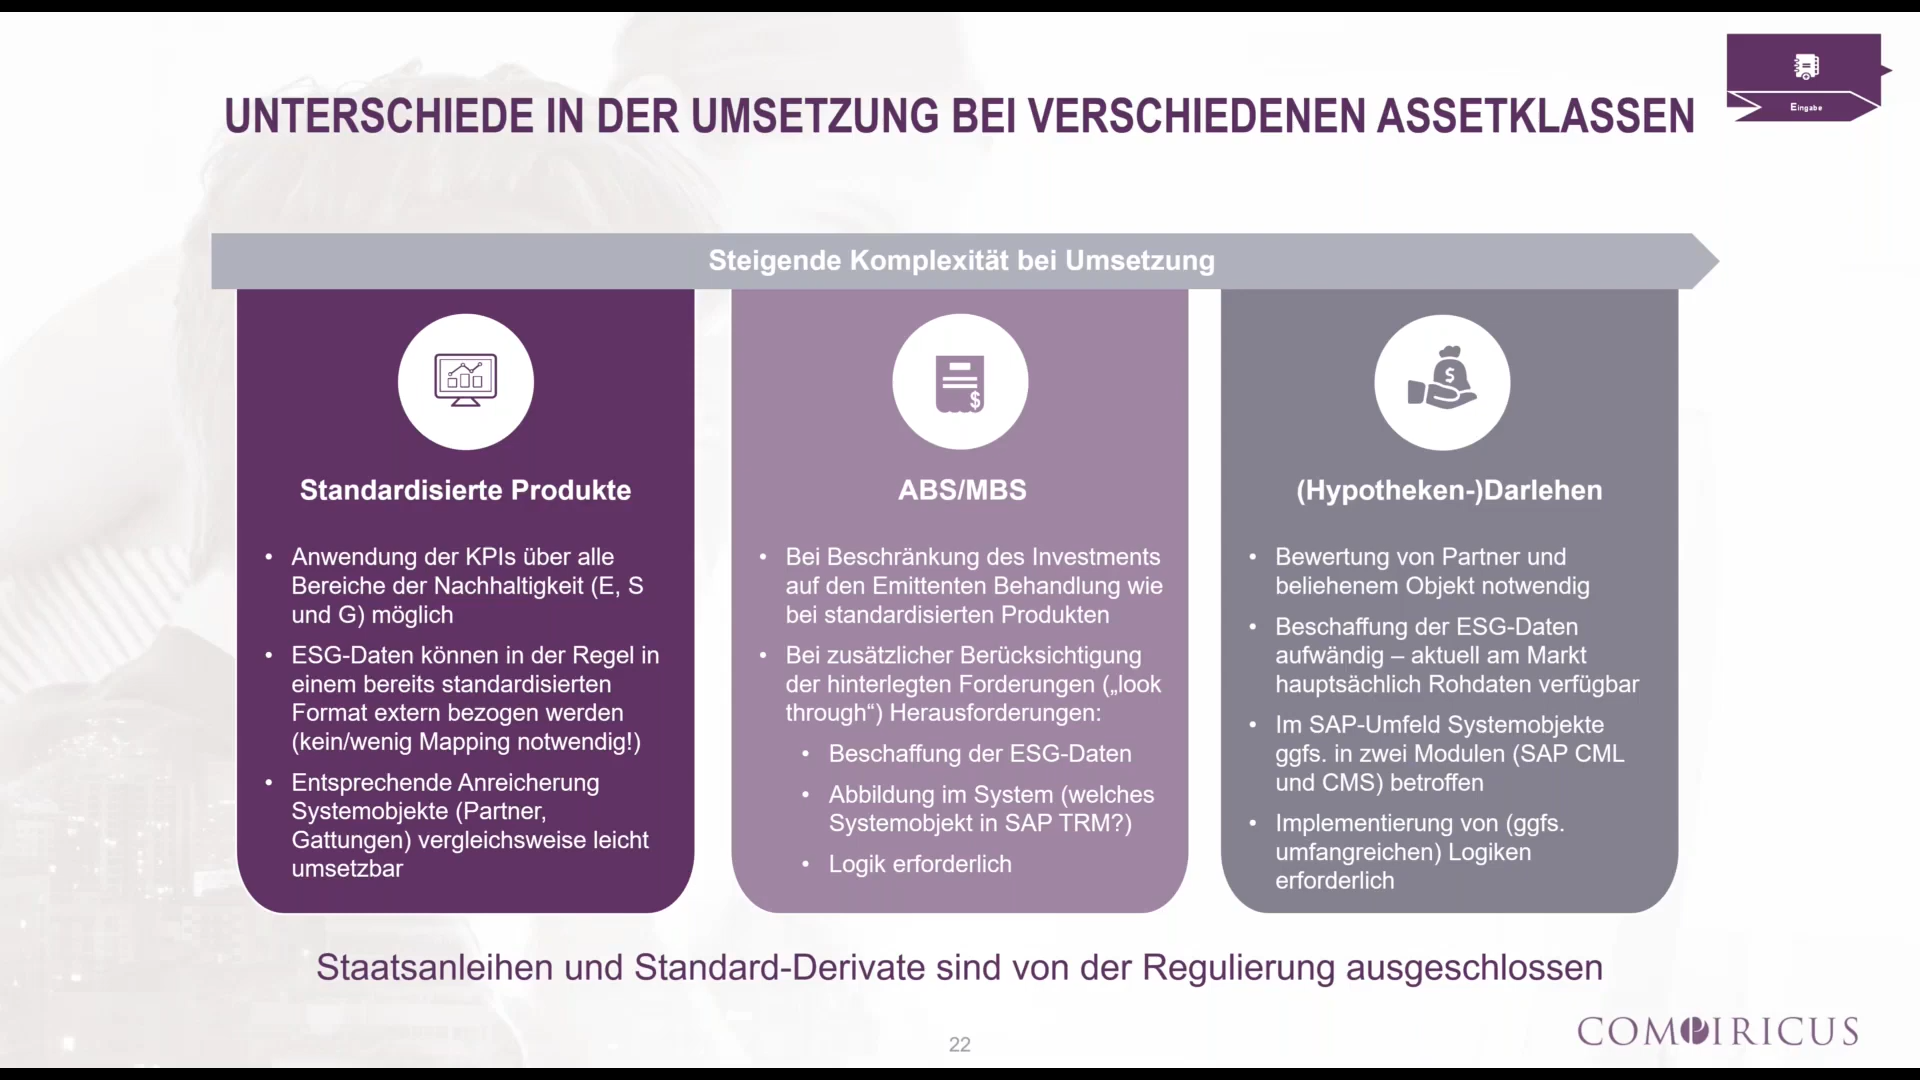 UNTERSCHIEDE IN DER UMSETZUNG BEI VERSCHIEDENEN ASSETKLASSEN
Eingabe
Steigende Komplexität bei Umsetzung
$
$
Standardisierte Produkte
• Anwendung der KPIs über alle
Bereiche der Nachhaltigkeit (E, S
und G) möglich
• ESG-Daten können in der Regel in
einem bereits standardisierten
Format extern bezogen werden
(kein/wenig Mapping notwendig!)
• Entsprechende Anreicherung
Systemobjekte (Partner,
Gattungen) vergleichsweise leicht
umsetzbar
ABS/MBS
• Bei Beschränkung des Investments
auf den Emittenten Behandlung wie
bei standardisierten Produkten
• Bei zusätzlicher Berücksichtigung
der hinterlegten Forderungen („look
through“) Herausforderungen:
• Beschaffung der ESG-Daten
• Abbildung im System (welches
Systemobjekt in SAP TRM?)
• Logik erforderlich
(Hypotheken-)Darlehen
• Bewertung von Partner und
beliehenem Objekt notwendig
• Beschaffung der ESG-Daten
aufwändig – aktuell am Markt
hauptsächlich Rohdaten verfügbar
• Im SAP-Umfeld Systemobjekte
ggfs. in zwei Modulen (SAP CML
und CMS) betroffen
• Implementierung von (ggfs.
umfangreichen) Logiken
erforderlich
Staatsanleihen und Standard-Derivate sind von der Regulierung ausgeschlossen
22
COMPIRICUS